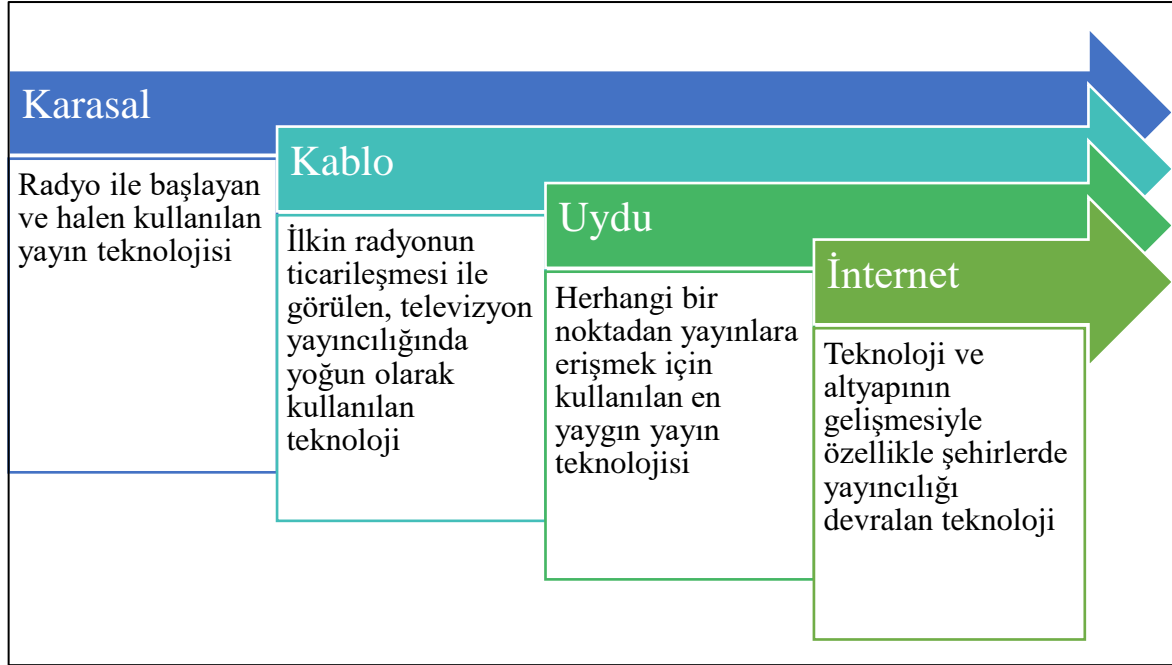 Karasal
Radyo ile başlayan
ve halen kullanılan
yayın teknolojisi
Kablo
İlkin radyonun
ticarileşmesi ile
görülen, televizyon
yayıncılığında
yoğun olarak
kullanılan
teknoloji
Uydu
Herhangi bir
noktadan yayınlara
erişmek için
kullanılan en
yaygın yayın
teknolojisi
İnternet
Teknoloji ve
altyapının
gelişmesiyle
özellikle şehirlerde
yayıncılığı
devralan teknoloji